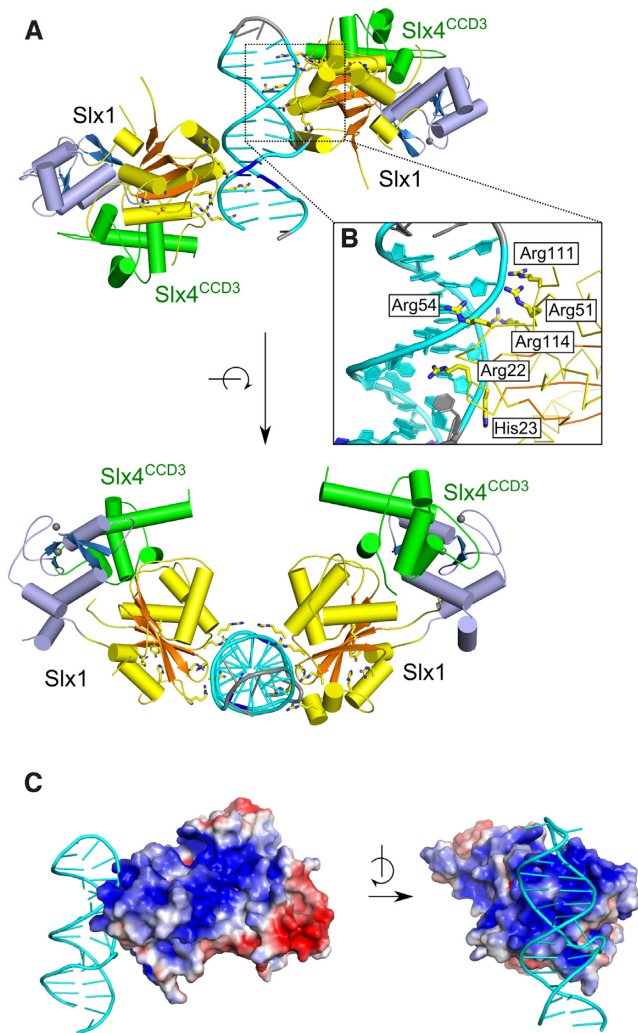 A
Slx4CCD3
Slx1
Slx1
Slx4CCD3
B
Arg111
Arg54
Arg51
Arg114
Arg22
His23
Slx4CCD3
Slx4CCD3
Slx1
Slx1
C